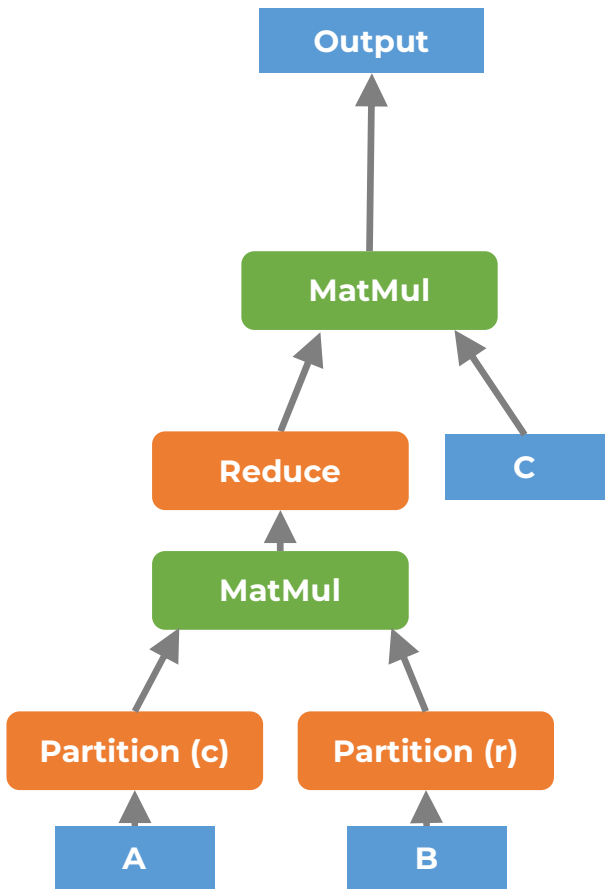 Output
MatMul
Reduce
C
MatMul
Partition (c)
Partition (r)
A
B